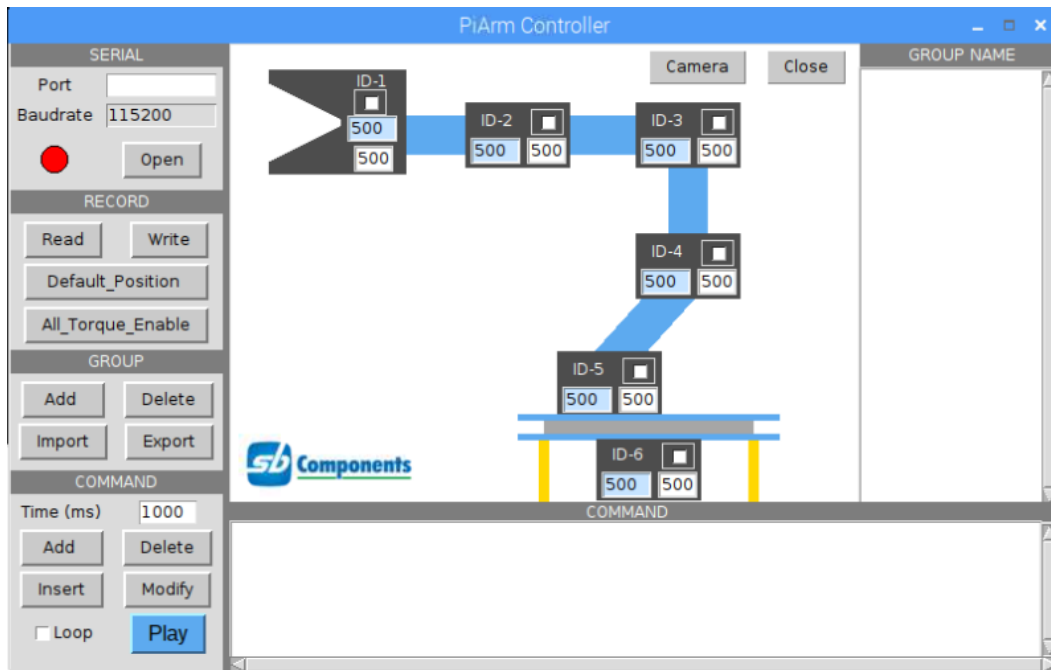 PiArm Controller
SERIAL
Port
Baudrate 115200
Open
RECORD
Read Write
Default_Position
All_Torque_Enable
GROUP
Add Delete
Import Export
COMMAND
Time (ms) 1000
Add Delete
Insert Modify
Loop Play
Camera Close
ID-1
500
500
ID-2
500 500
ID-3
500 500
ID-4
500 500
ID-5
500 500
ID-6
500 500
sb Components
GROUP NAME
COMMAND